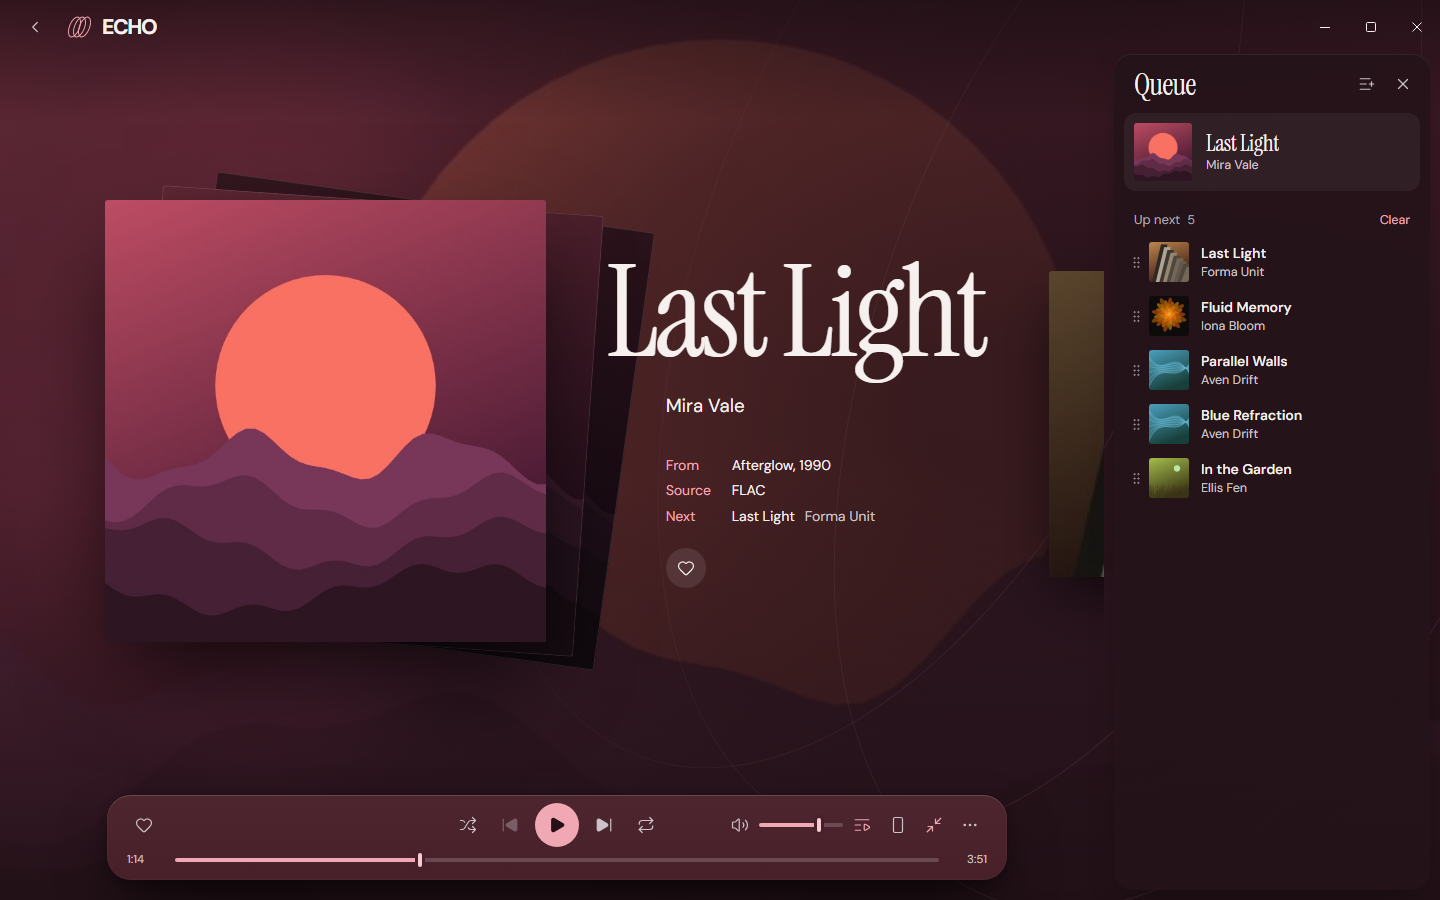 ECHO
Last Light
Mira Vale
From Afterglow, 1990
Source FLAC
Next Last Light Forma Unit
1:14
3:51
Queue
Last Light
Mira Vale
Up next 5
Clear
Last Light
Forma Unit
Fluid Memory
Iona Bloom
Parallel Walls
Aven Drift
Blue Refraction
Aven Drift
In the Garden
Ellis Fen